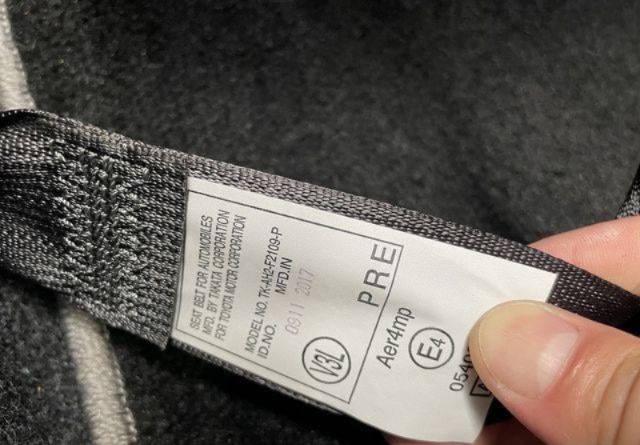 SEAT BELT FOR AUTOMOBILES
MFD. BY TAKATA CORPORATION
FOR TOYOTA MOTOR CORPORATION
MODEL NO. TK-AH2-F2109-P
MFD.IN
ID.NO. 0911 2017
V3L
PRE
Aer4mp
E4